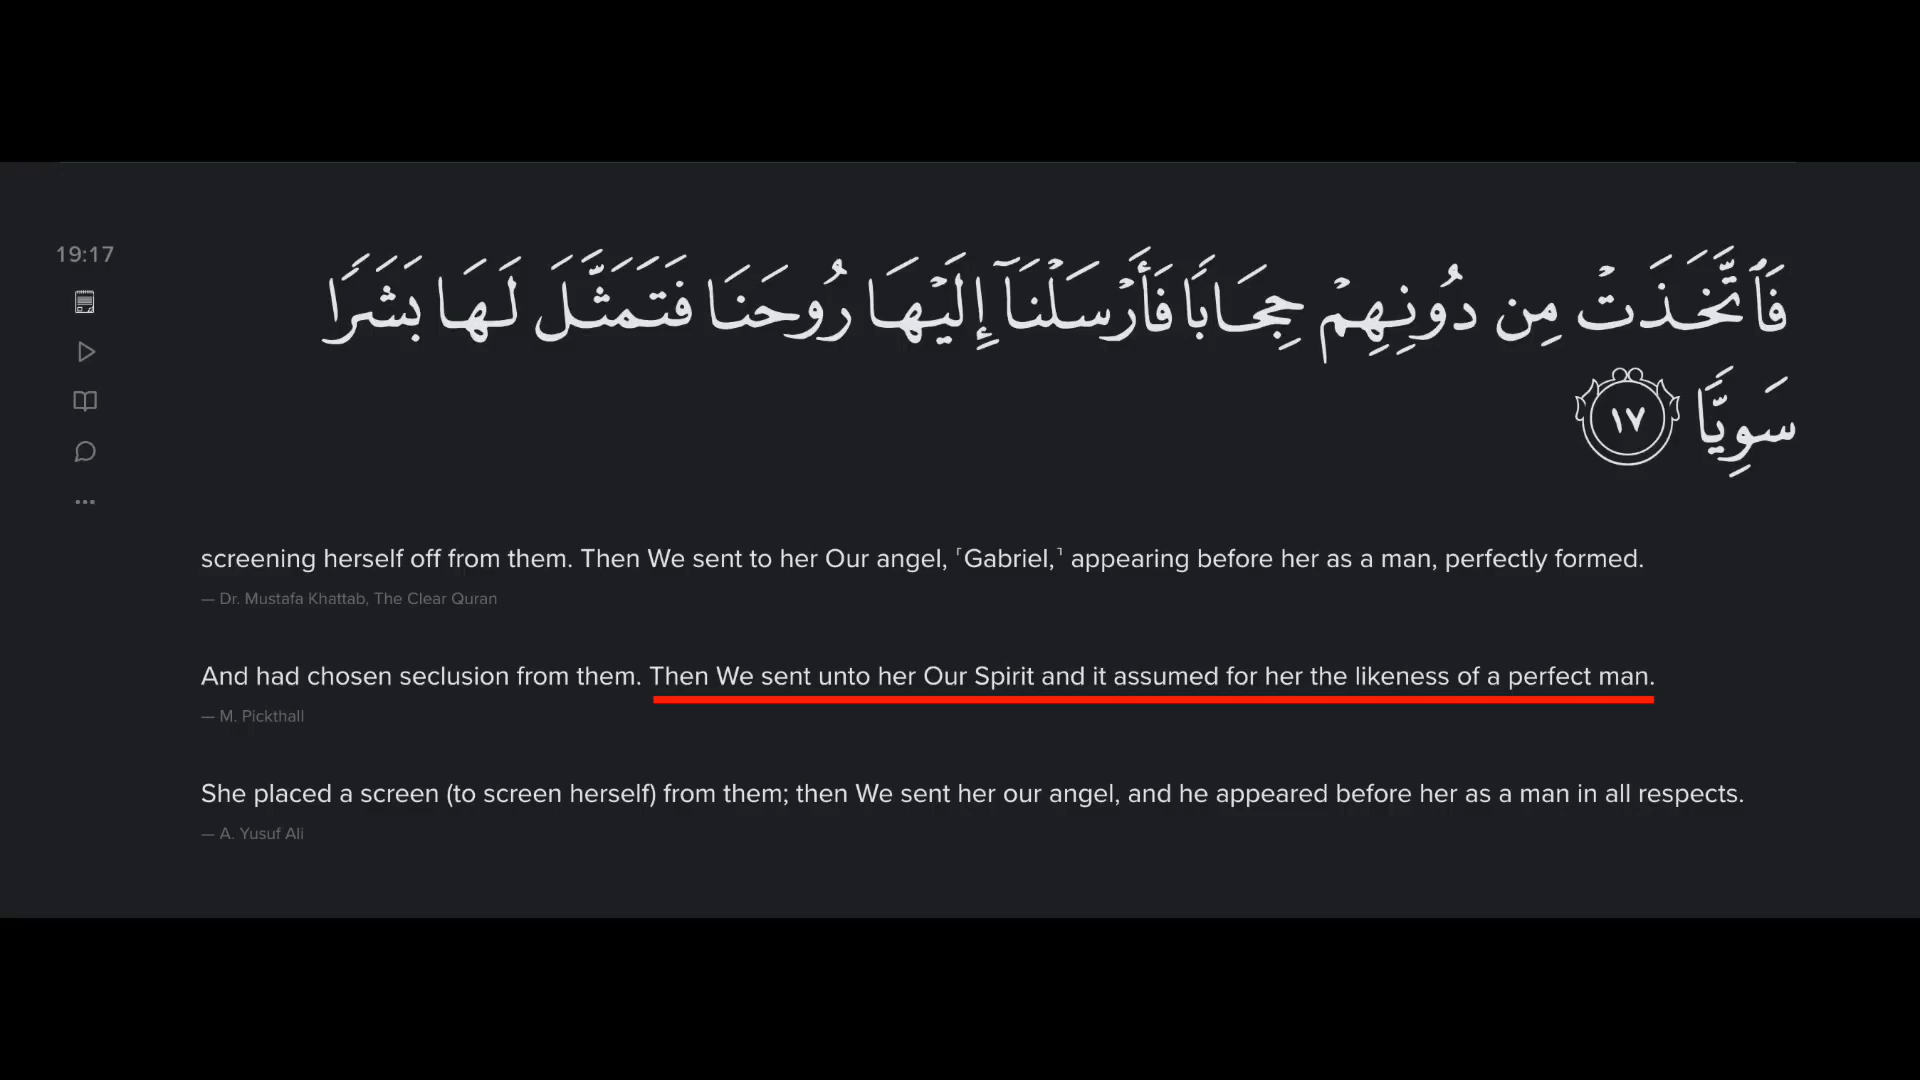 19:17
فَٱتَّخَذَتْ مِن دُونِهِمْ حِجَابًا فَأَرْسَلْنَآ إِلَيْهَا رُوحَنَا فَتَمَثَّلَ لَهَا بَشَرًا
سَوِيًّا ١٧
screening herself off from them. Then We sent to her Our angel, ˹Gabriel,˺ appearing before her as a man, perfectly formed.
— Dr. Mustafa Khattab, The Clear Quran
And had chosen seclusion from them. Then We sent unto her Our Spirit and it assumed for her the likeness of a perfect man.
— M. Pickthall
She placed a screen (to screen herself) from them; then We sent her our angel, and he appeared before her as a man in all respects.
— A. Yusuf Ali